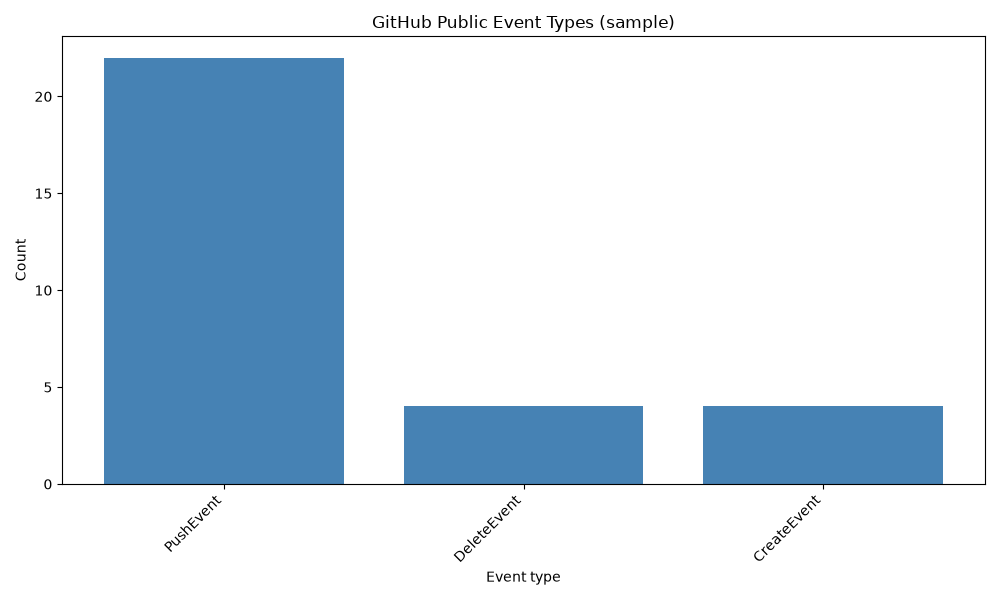 GitHub Public Event Types (sample)
20
15
10
5
0
Count
PushEvent
DeleteEvent
CreateEvent
Event type